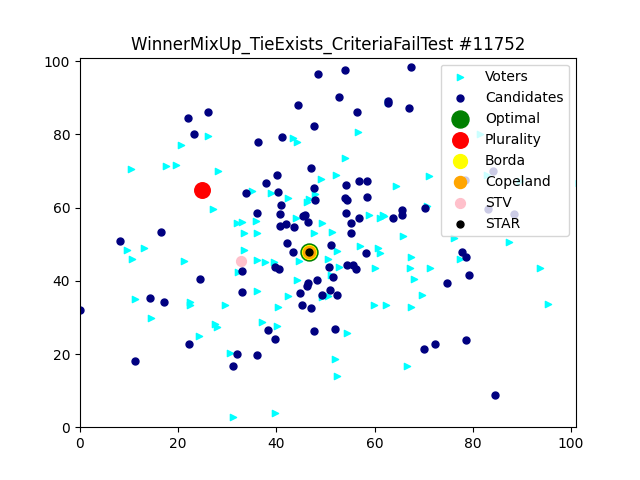 WinnerMixUp_TieExists_CriteriaFailTest #11752
100
80
60
40
20
0
0
20
40
60
80
100
Voters
Candidates
Optimal
Plurality
Borda
Copeland
STV
STAR